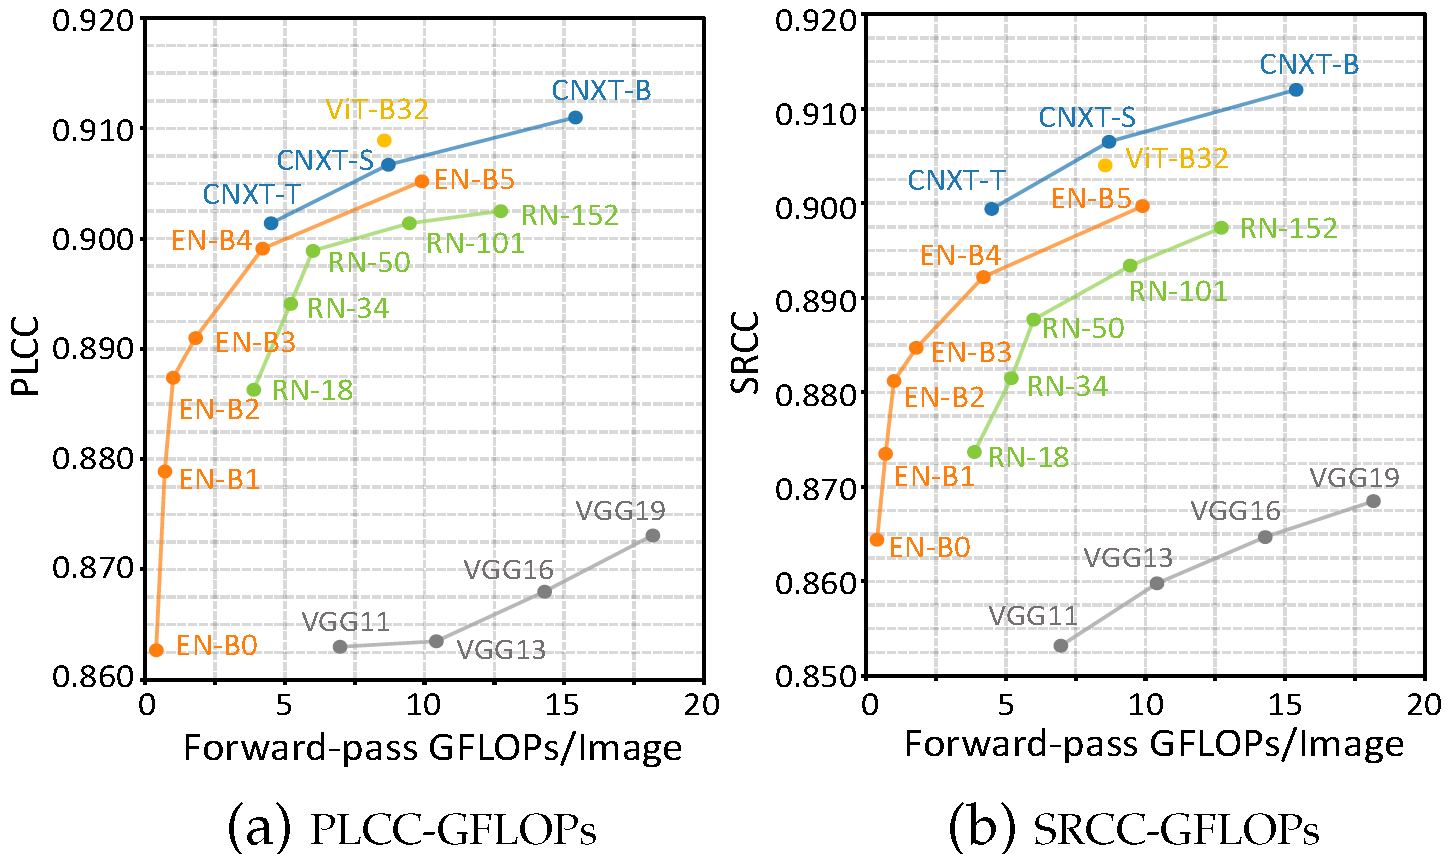 0.920
0.910
0.900
0.890
0.880
0.870
0.860
PLCC
CNXT-B
ViT-B32
CNXT-S
CNXT-T
EN-B5
EN-B4
RN-152
RN-101
RN-50
RN-34
EN-B3
RN-18
EN-B2
EN-B1
VGG19
VGG16
VGG11
VGG13
EN-B0
0 5 10 15 20
Forward-pass GFLOPs/Image
(a) PLCC-GFLOPs
0.920
0.910
0.900
0.890
0.880
0.870
0.860
0.850
SRCC
CNXT-B
CNXT-S
ViT-B32
CNXT-T
EN-B5
RN-152
EN-B4
RN-101
RN-50
EN-B3
RN-34
EN-B2
RN-18
EN-B1
VGG19
VGG16
EN-B0
VGG13
VGG11
0 5 10 15 20
Forward-pass GFLOPs/Image
(b) SRCC-GFLOPs